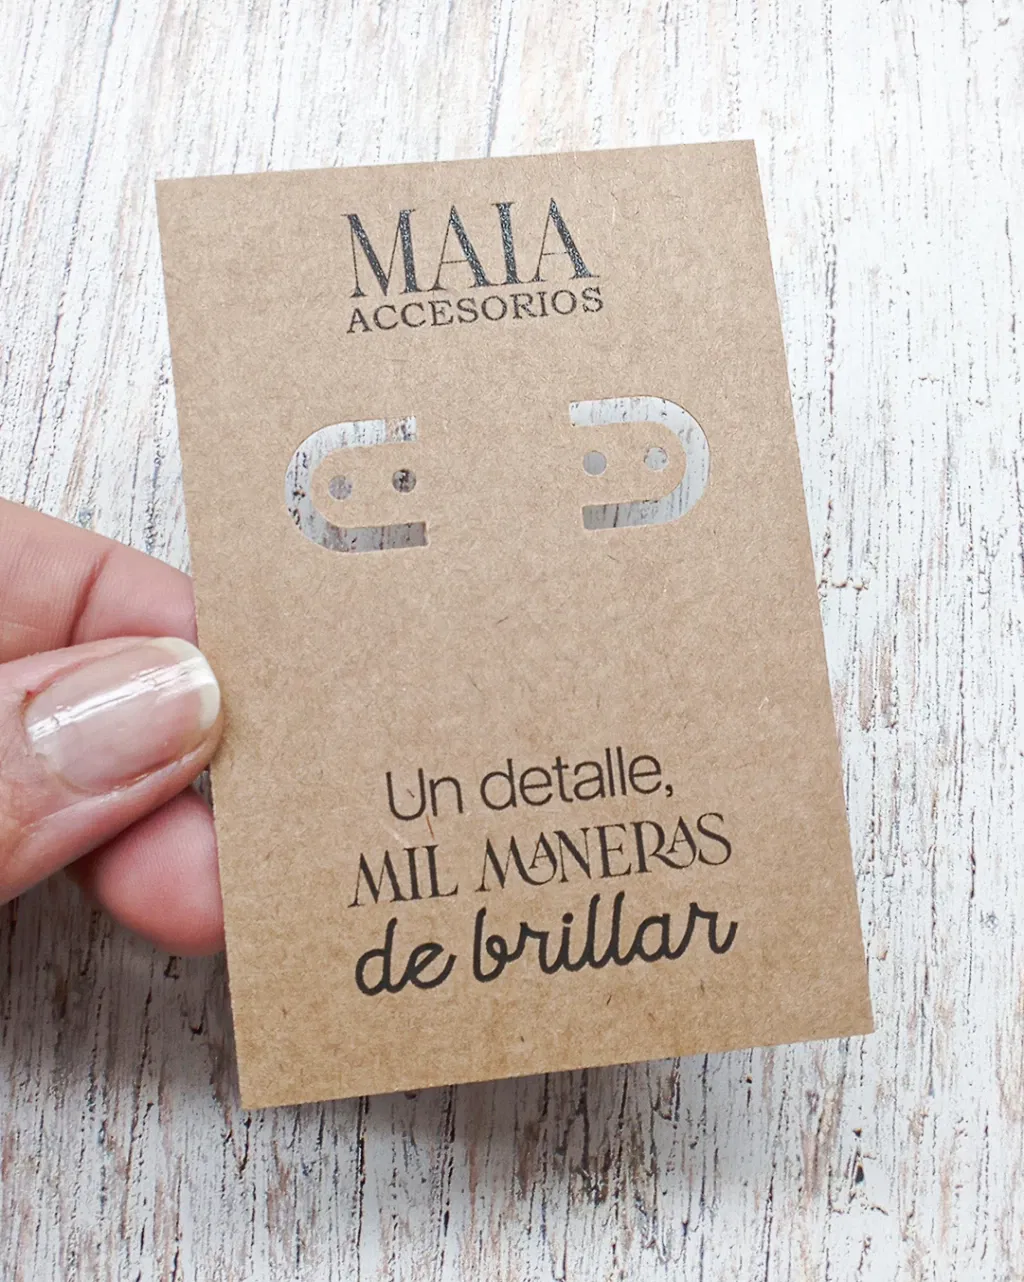 MAIA
ACCESORIOS
Un detalle,
MIL MANERAS
de brillar